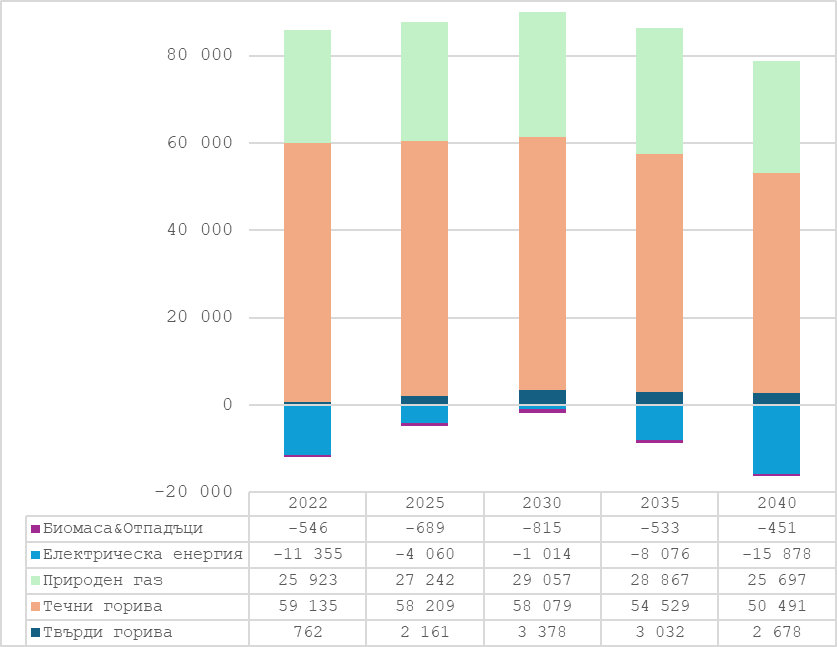 80 000
60 000
40 000
20 000
0
-20 000
2022 2025 2030 2035 2040
Биомаса&Отпадъци -546 -689 -815 -533 -451
Електрическа енергия -11 355 -4 060 -1 014 -8 076 -15 878
Природен газ 25 923 27 242 29 057 28 867 25 697
Течни горива 59 135 58 209 58 079 54 529 50 491
Твърди горива 762 2 161 3 378 3 032 2 678